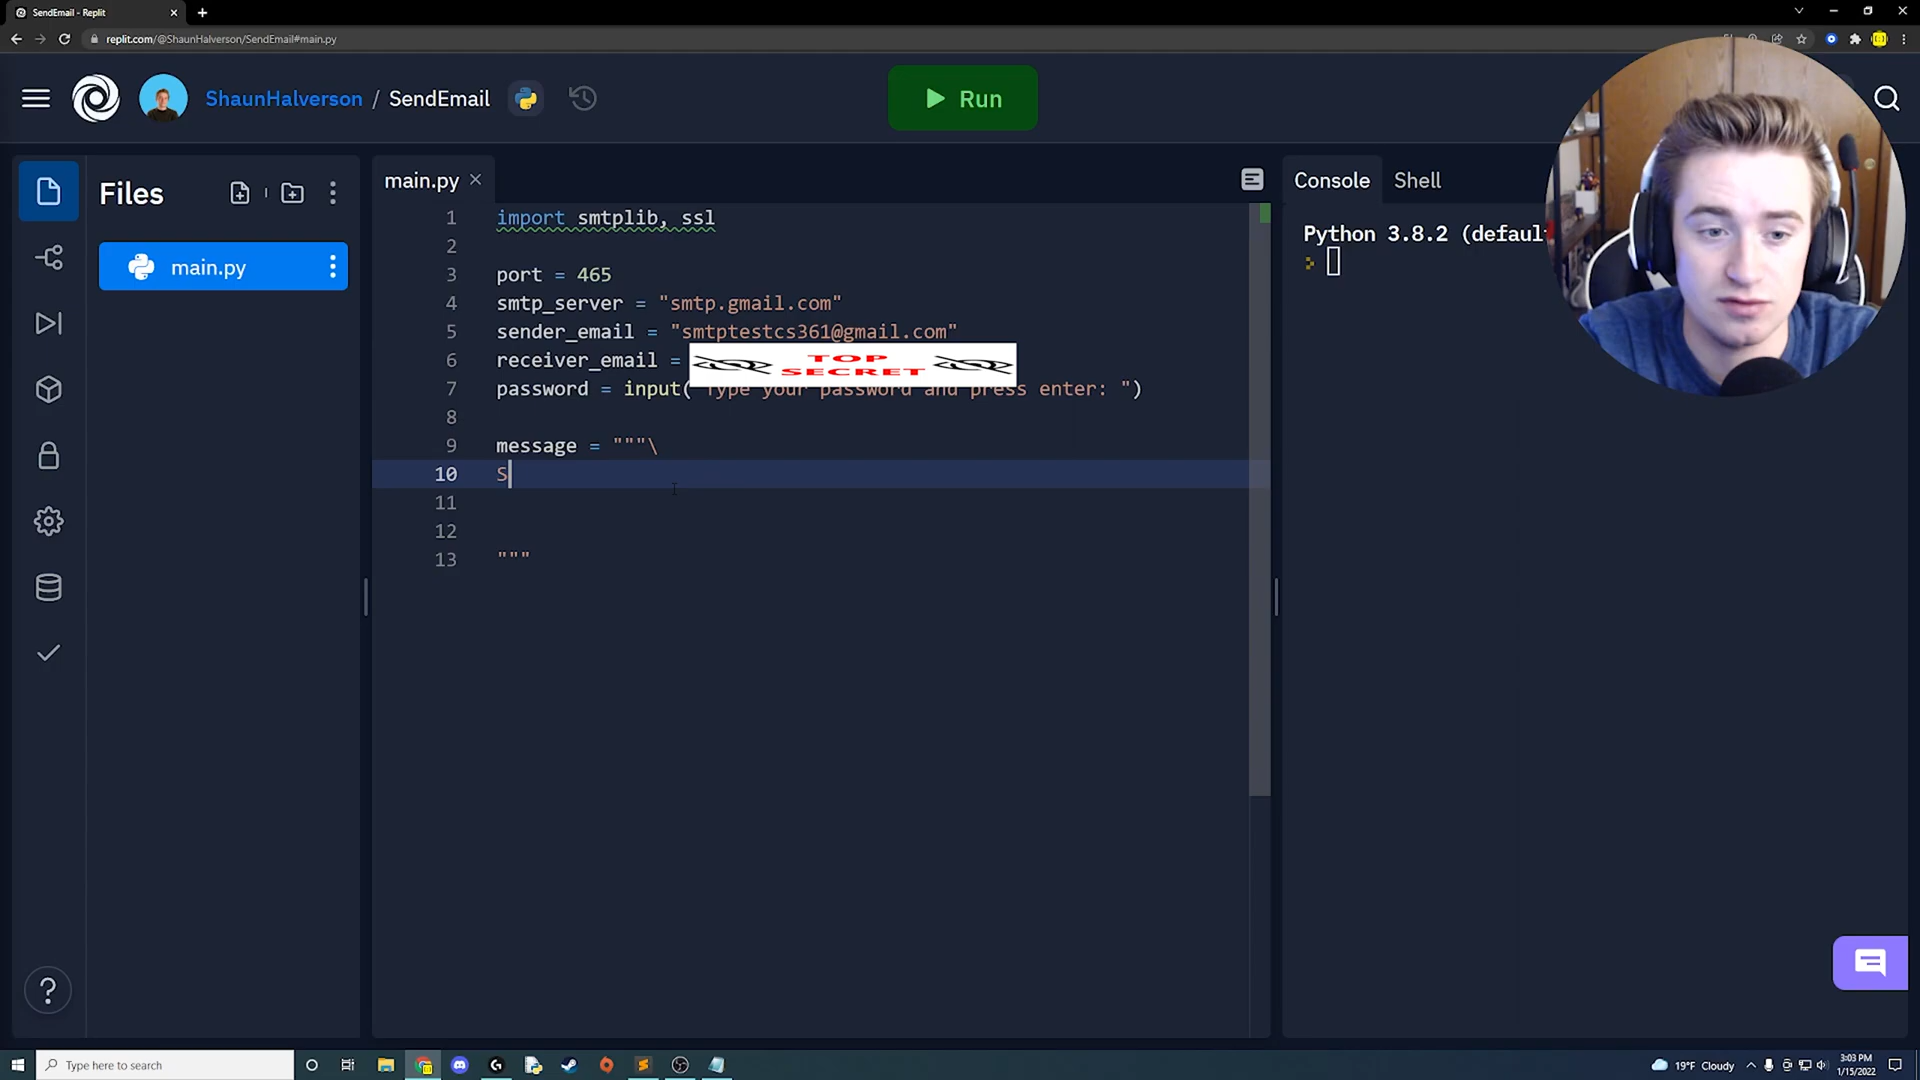 SendEmail - Replit
replit.com/@ShaunHalverson/SendEmail#main.py
ShaunHalverson / SendEmail
Run
Files
main.py
main.py
1 import smtplib, ssl
2
3 port = 465
4 smtp_server = "smtp.gmail.com"
5 sender_email = "smtptestcs361@gmail.com"
6 receiver_email =
TOP
SECRET
7 password = input("Type your password and press enter: ")
8
9 message = """\
10 S
11
12
13 """
Console
Shell
Python 3.8.2 (default
Type here to search
19°F Cloudy
3:03 PM
1/15/2022